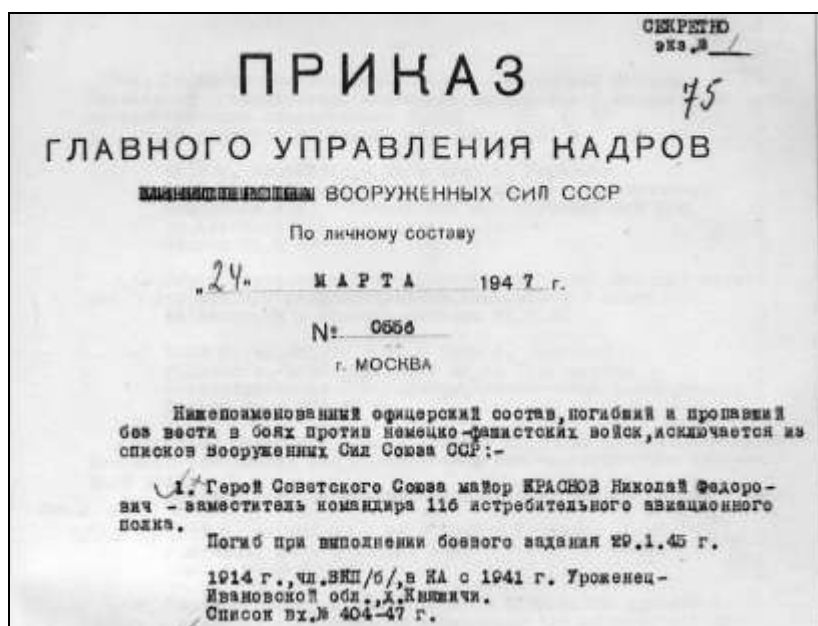 СЕКРЕТНО
экз.№ 1
75
ПРИКАЗ
ГЛАВНОГО УПРАВЛЕНИЯ КАДРОВ
ВООРУЖЕННЫХ СИЛ СССР
По личному составу
„24" МАРТА 1947 г.
№ 0556
г. МОСКВА
Нижепоименованный офицерский состав,погибший и пропавший
без вести в боях против немецко-фашистских войск,исключается из
списков Вооруженных Сил Союза ССР:-
1. Герой Советского Союза майор КРАСНОВ Николай Федоро-
вич - заместитель командира 116 истребительного авиационного
полка.
Погиб при выполнении боевого задания 29.1.45 г.
1914 г.,чл.ВКП/б/,в КА с 1941 г. Уроженец-
Ивановской обл.,д.Княжичи.
Список вх.№ 404-47 г.